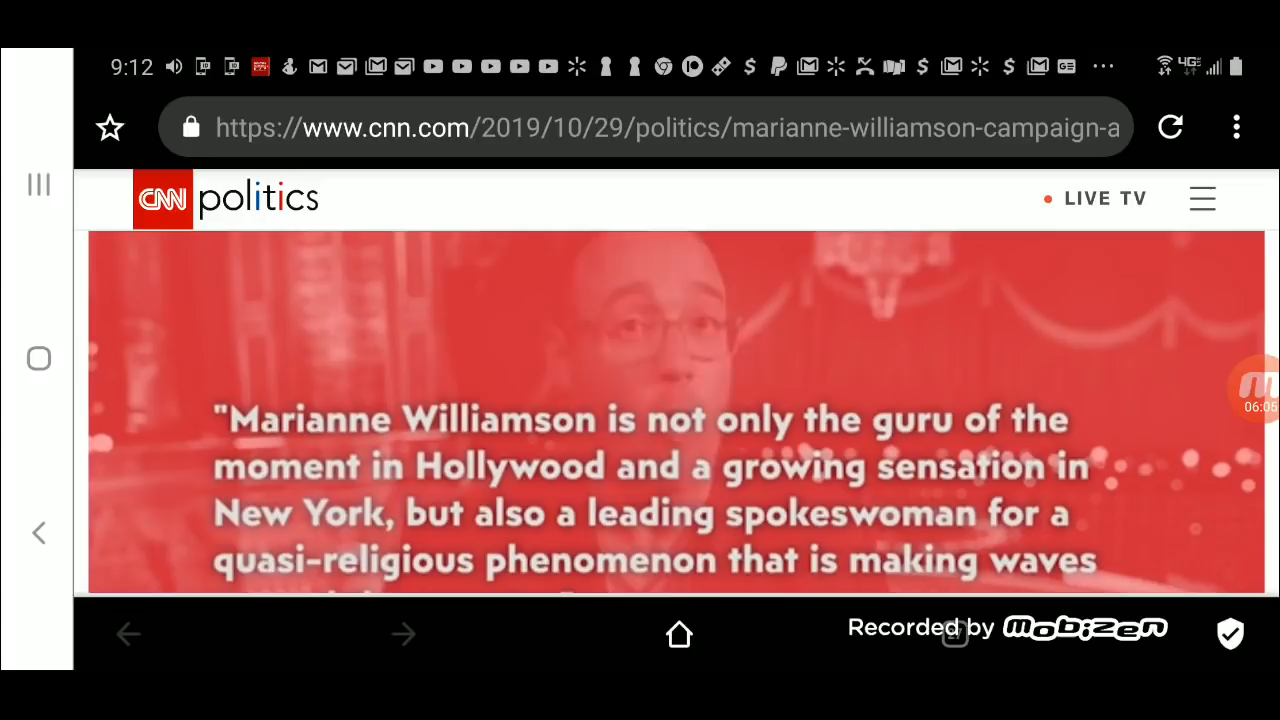 9:12
4GE
https://www.cnn.com/2019/10/29/politics/marianne-williamson-campaign-a
CNN politics
LIVE TV
"Marianne Williamson is not only the guru of the
moment in Hollywood and a growing sensation in
New York, but also a leading spokeswoman for a
quasi-religious phenomenon that is making waves
06:05
Recorded by Mobizen
27